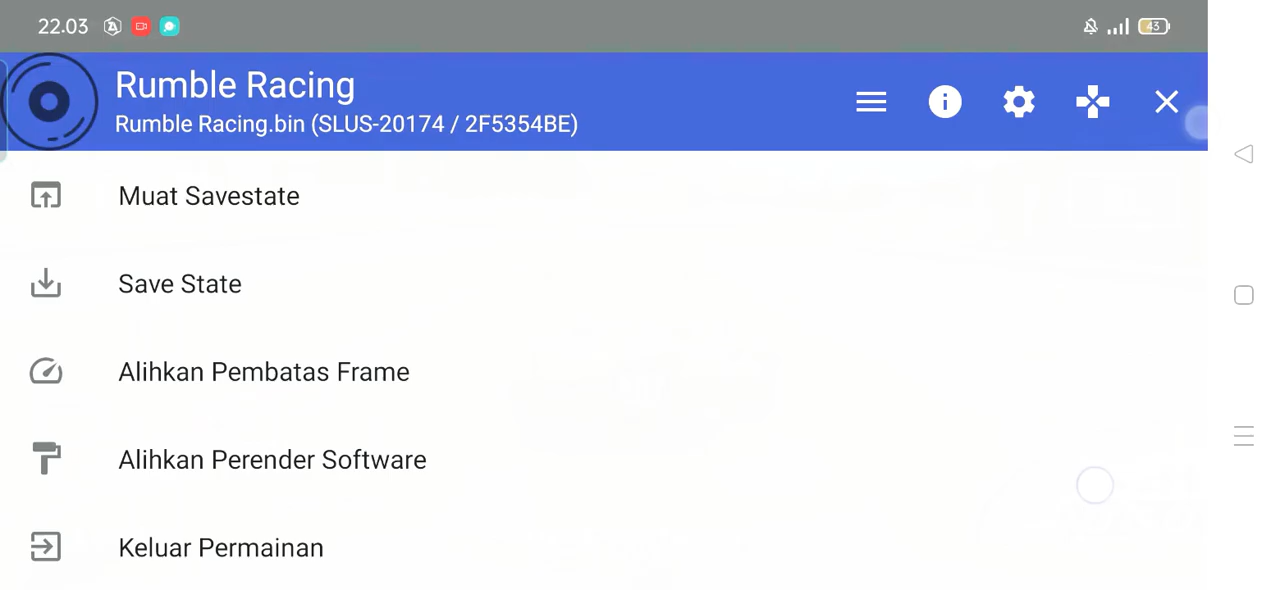 22.03
43
Rumble Racing
Rumble Racing.bin (SLUS-20174 / 2F5354BE)
Muat Savestate
Save State
Alihkan Pembatas Frame
Alihkan Perender Software
Keluar Permainan